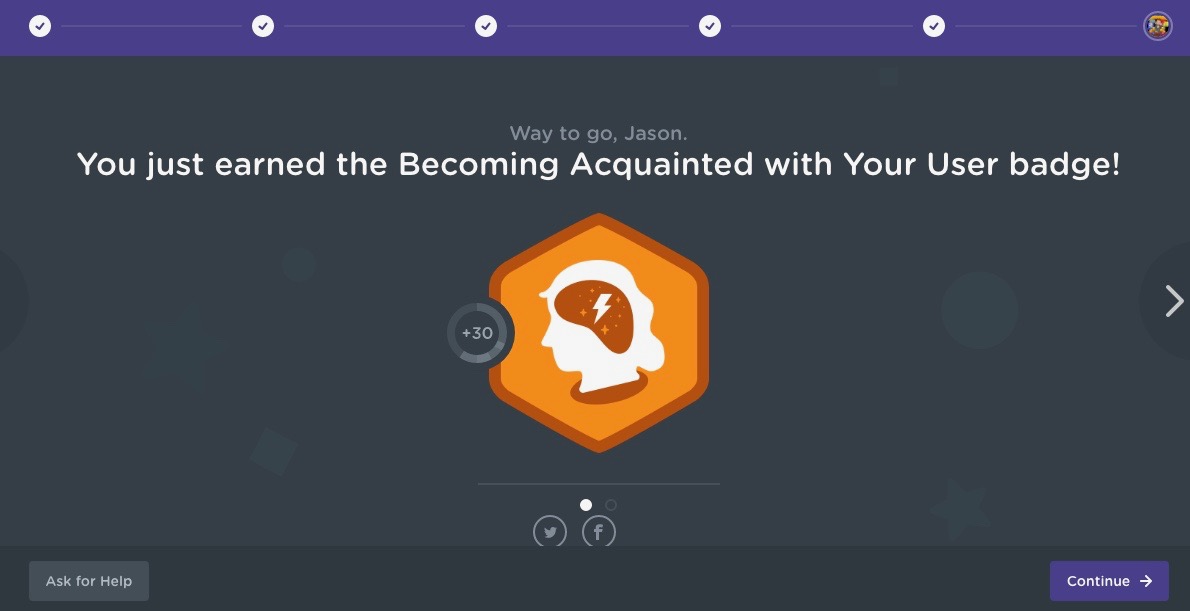 Way to go, Jason.
You just earned the Becoming Acquainted with Your User badge!
+30
Ask for Help
Continue